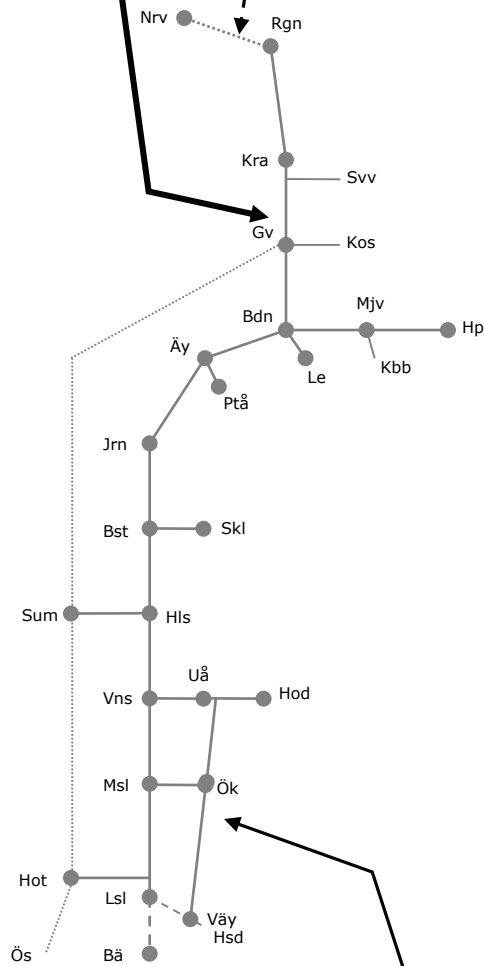 Nrv
Rgn
Kra
Svv
Gv
Kos
Bdn
Mjv
Hp
Äy
Le
Kbb
Ptå
Jrn
Bst
Skl
Sum
Hls
Uå
Vns
Hod
Msl
Ök
Hot
Lsl
Väy
Hsd
Ös
Bä